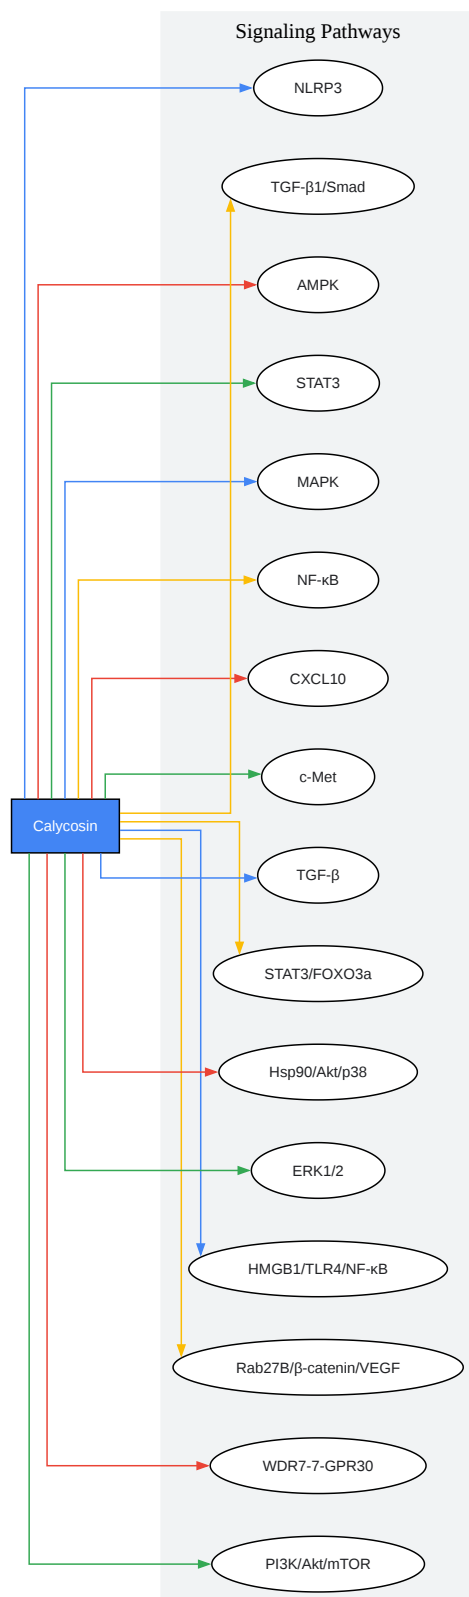 Signaling Pathways
NLRP3
TGF-β1/Smad
AMPK
STAT3
MAPK
NF-κB
CXCL10
c-Met
Calycosin
TGF-β
STAT3/FOXO3a
Hsp90/Akt/p38
ERK1/2
HMGB1/TLR4/NF-κB
Rab27B/β-catenin/VEGF
WDR7-7-GPR30
PI3K/Akt/mTOR